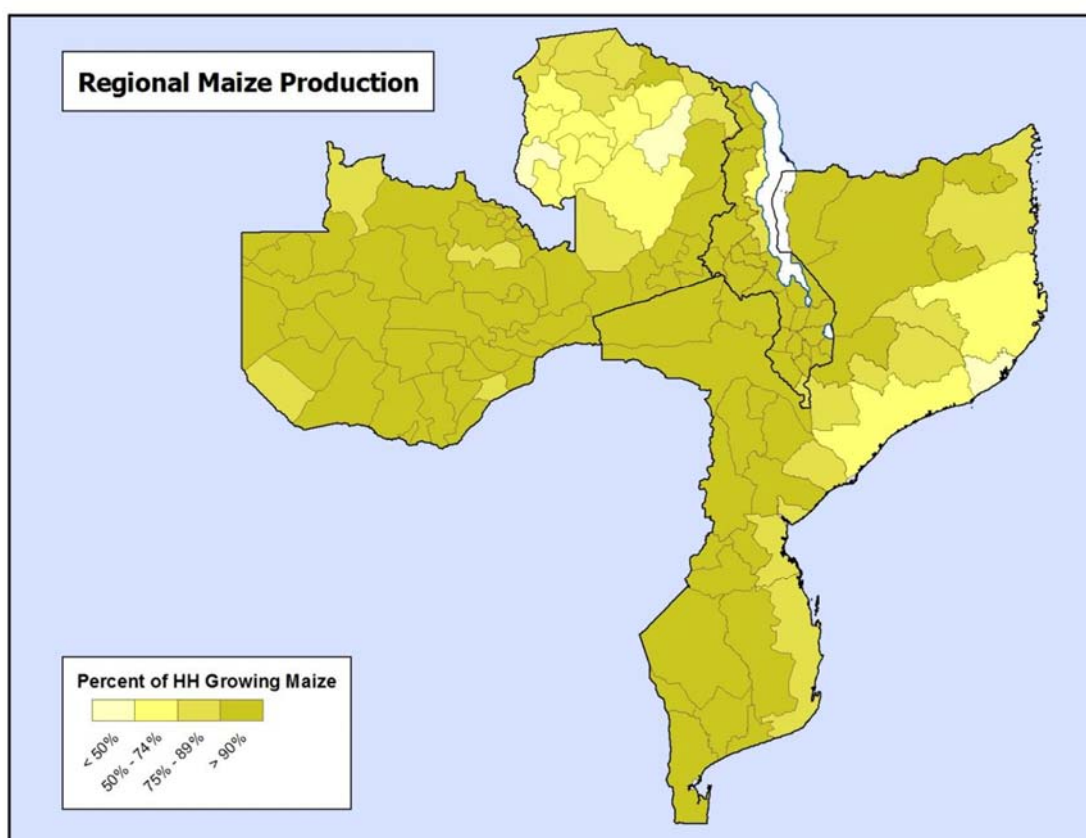 Regional Maize Production
Percent of HH Growing Maize
< 50%
50% - 74%
75% - 89%
> 90%